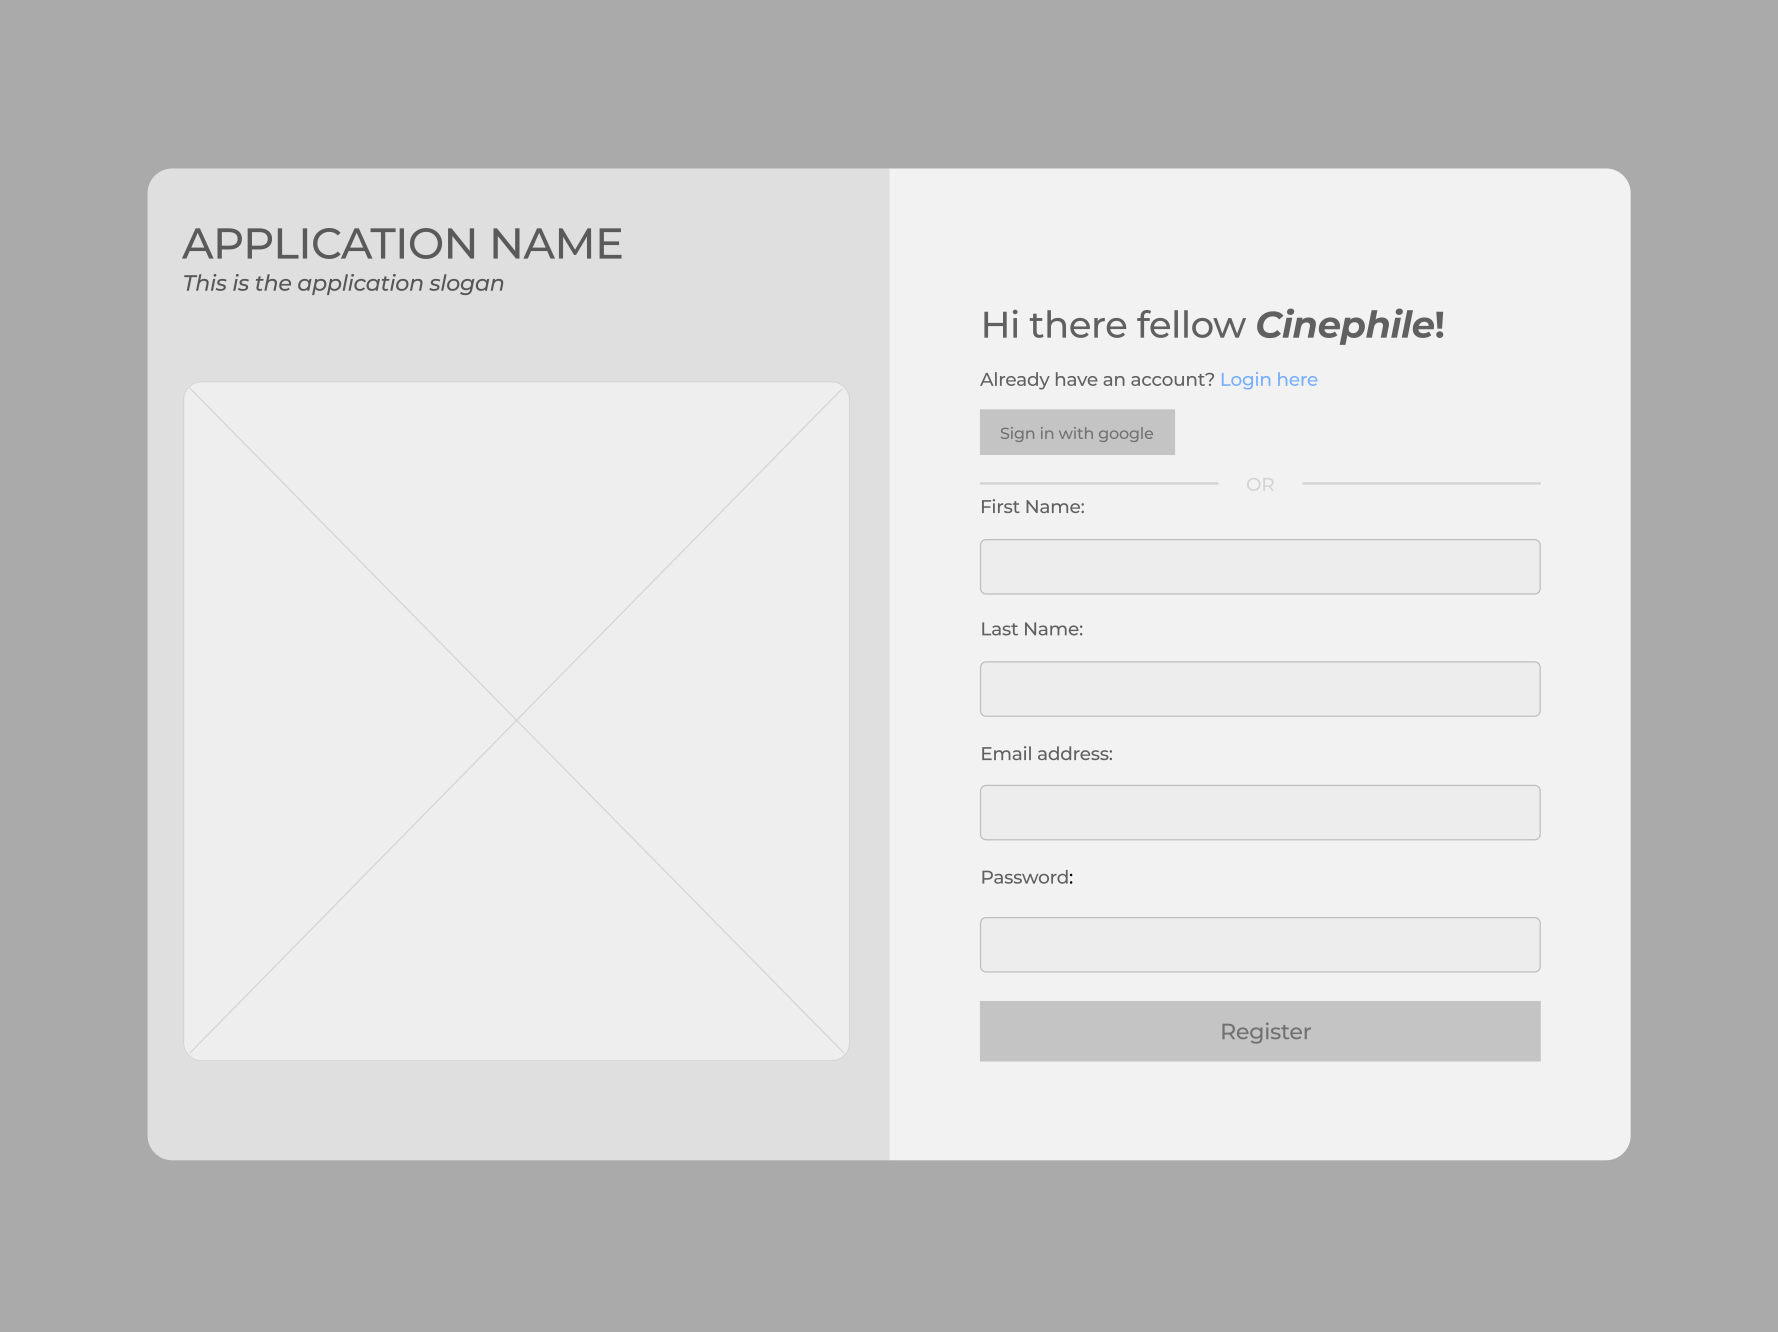 APPLICATION NAME
This is the application slogan
Hi there fellow Cinephile!
Already have an account? Login here
Sign in with google
OR
First Name:
Last Name:
Email address:
Password:
Register